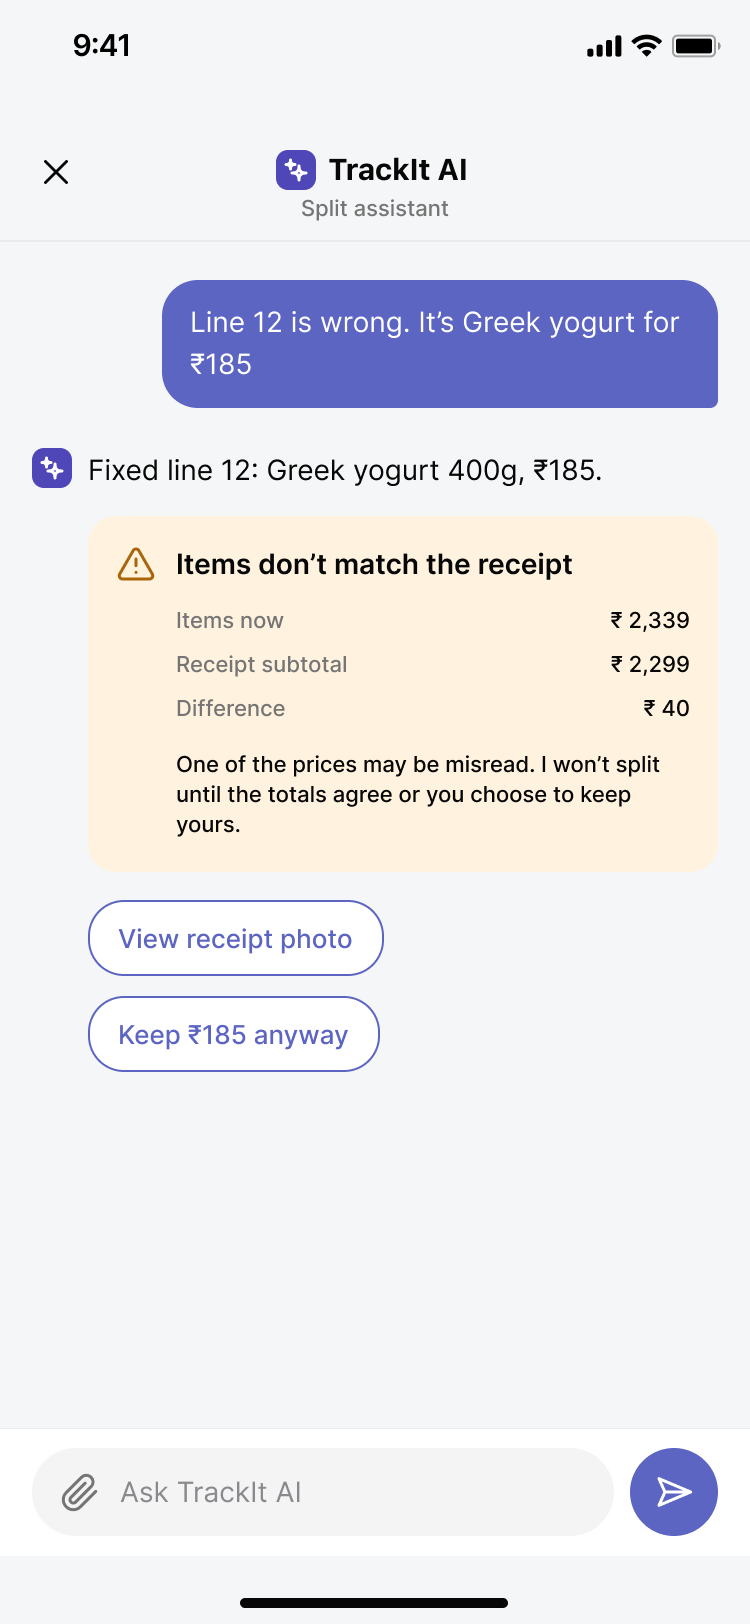 9:41
TrackIt AI
Split assistant
Line 12 is wrong. It’s Greek yogurt for
₹185
Fixed line 12: Greek yogurt 400g, ₹185.
Items don’t match the receipt
Items now ₹ 2,339
Receipt subtotal ₹ 2,299
Difference ₹ 40
One of the prices may be misread. I won’t split
until the totals agree or you choose to keep
yours.
View receipt photo
Keep ₹185 anyway
Ask TrackIt AI